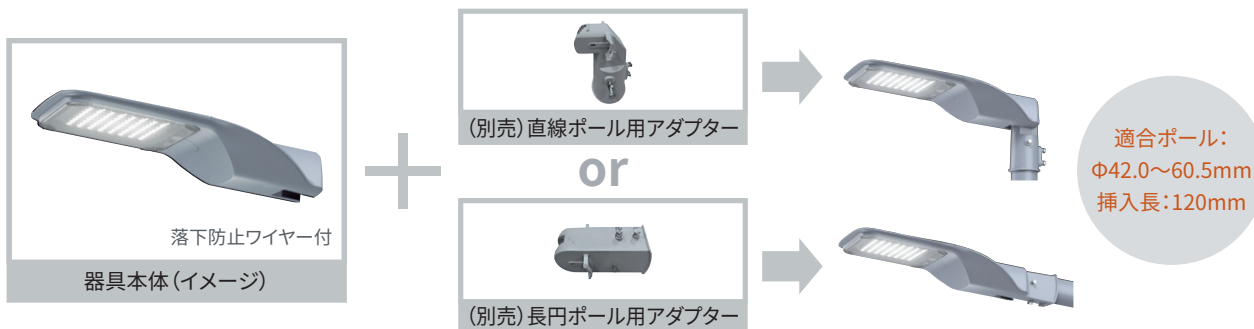 落下防止ワイヤー付
器具本体(イメージ)
(別売)直線ポール用アダプター
or
(別売)長円ポール用アダプター
適合ポール：
Φ42.0～60.5mm
挿入長：120mm